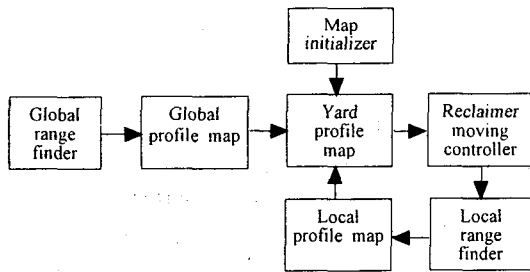 Map
initializer
Global
range
finder
Global
profile map
Yard
profile
map
Reclaimer
moving
controller
Local
profile map
Local
range
finder